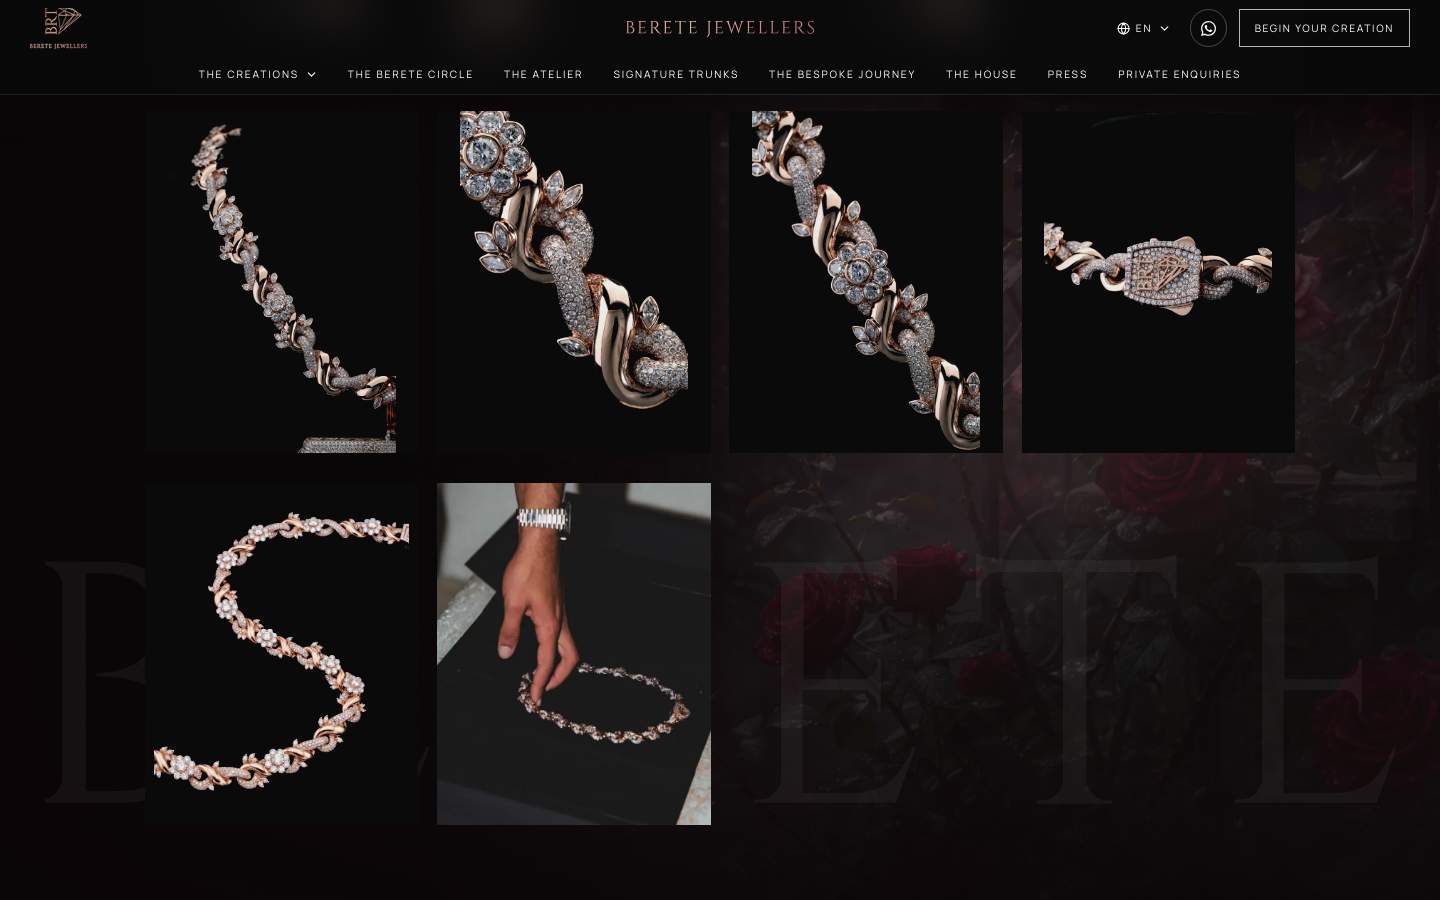 BRT
BERETE JEWELLERS
BERETE JEWELLERS
EN
BEGIN YOUR CREATION
THE CREATIONS
THE BERETE CIRCLE
THE ATELIER
SIGNATURE TRUNKS
THE BESPOKE JOURNEY
THE HOUSE
PRESS
PRIVATE ENQUIRIES
BRT
B
E T E